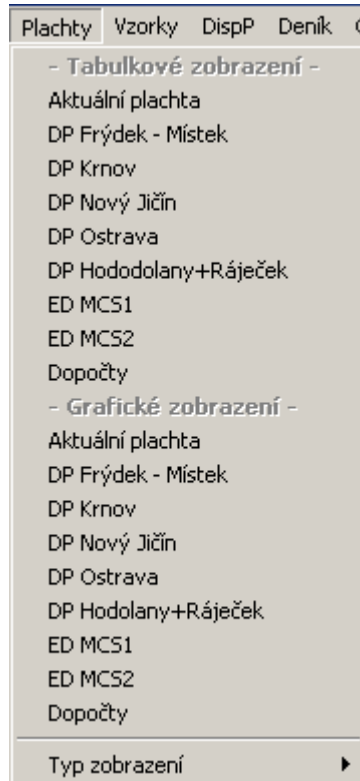 Plachty Vzorky DispP Deník
- Tabulkové zobrazení -
Aktuální plachta
DP Frýdek - Místek
DP Krnov
DP Nový Jičín
DP Ostrava
DP Hododolany+Ráječek
ED MCS1
ED MCS2
Dopočty
- Grafické zobrazení -
Aktuální plachta
DP Frýdek - Místek
DP Krnov
DP Nový Jičín
DP Ostrava
DP Hodolany+Ráječek
ED MCS1
ED MCS2
Dopočty
Typ zobrazení